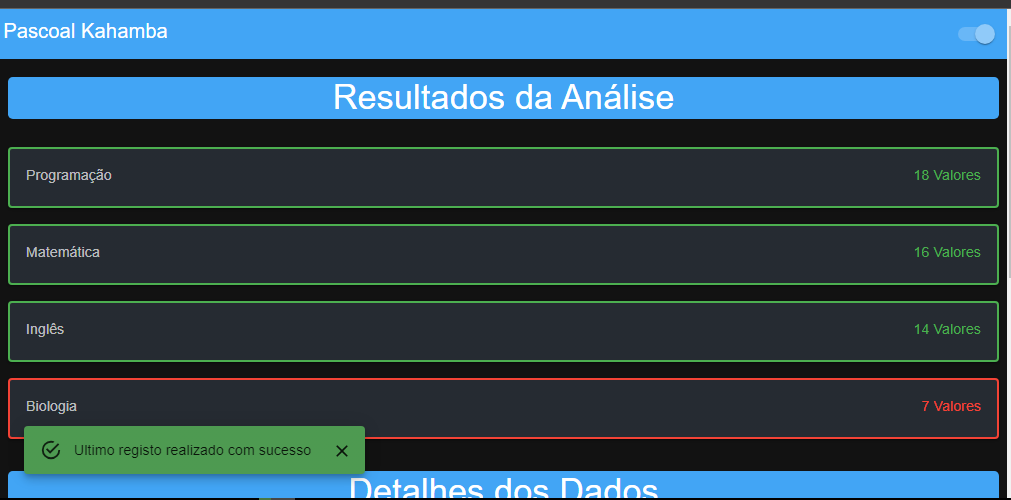 Pascoal Kahamba
Resultados da Análise
Programação 18 Valores
Matemática 16 Valores
Inglês 14 Valores
Biologia 7 Valores
Ultimo registo realizado com sucesso
Detalhes dos Dados